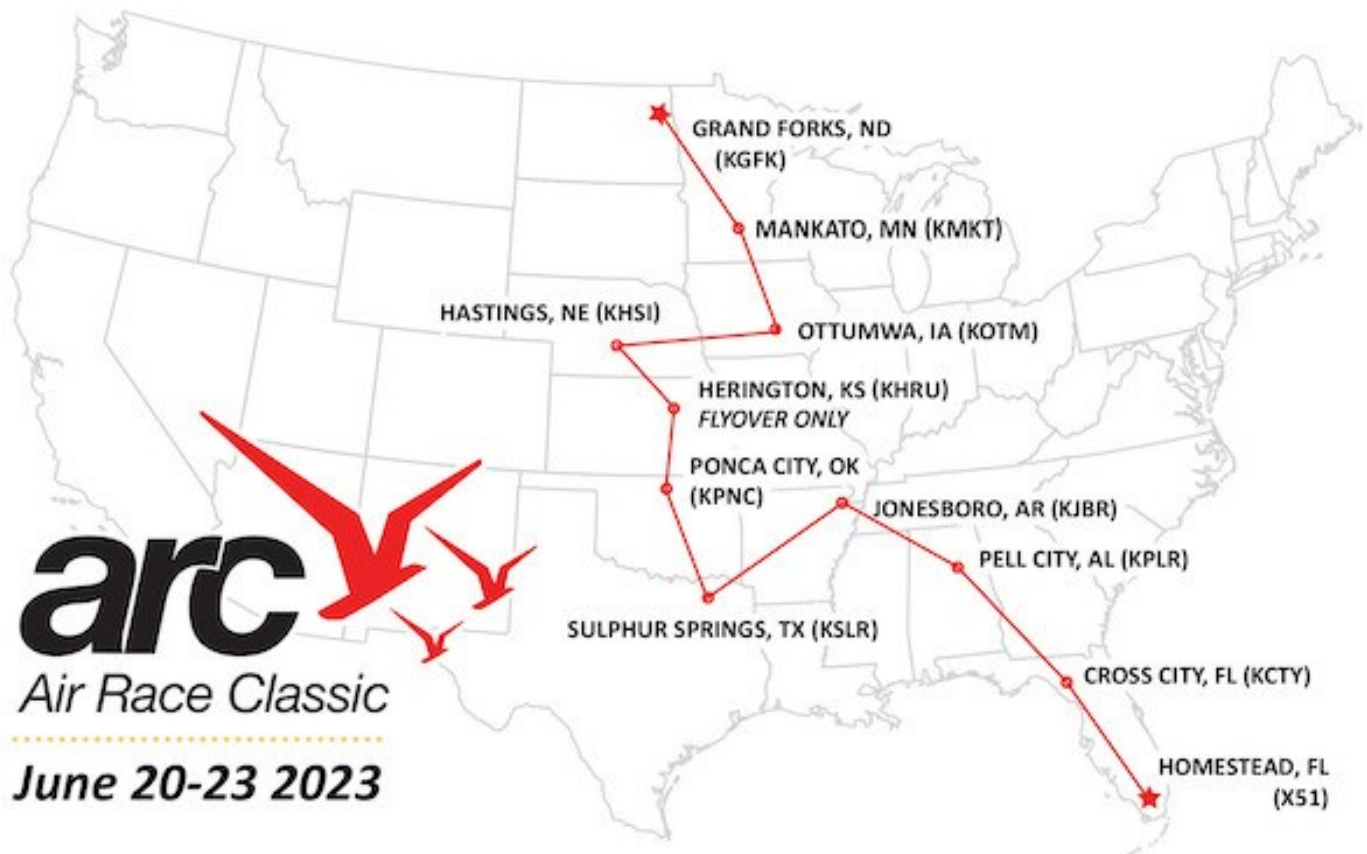 GRAND FORKS, ND
(KGFK)
MANKATO, MN (KMKT)
HASTINGS, NE (KHSI)
OTTUMWA, IA (KOTM)
HERINGTON, KS (KHRU)
FLYOVER ONLY
PONCA CITY, OK
(KPNC)
JONESBORO, AR (KJBR)
PELL CITY, AL (KPLR)
SULPHUR SPRINGS, TX (KSLR)
CROSS CITY, FL (KCTY)
HOMESTEAD, FL
(X51)
arc
Air Race Classic
June 20-23 2023